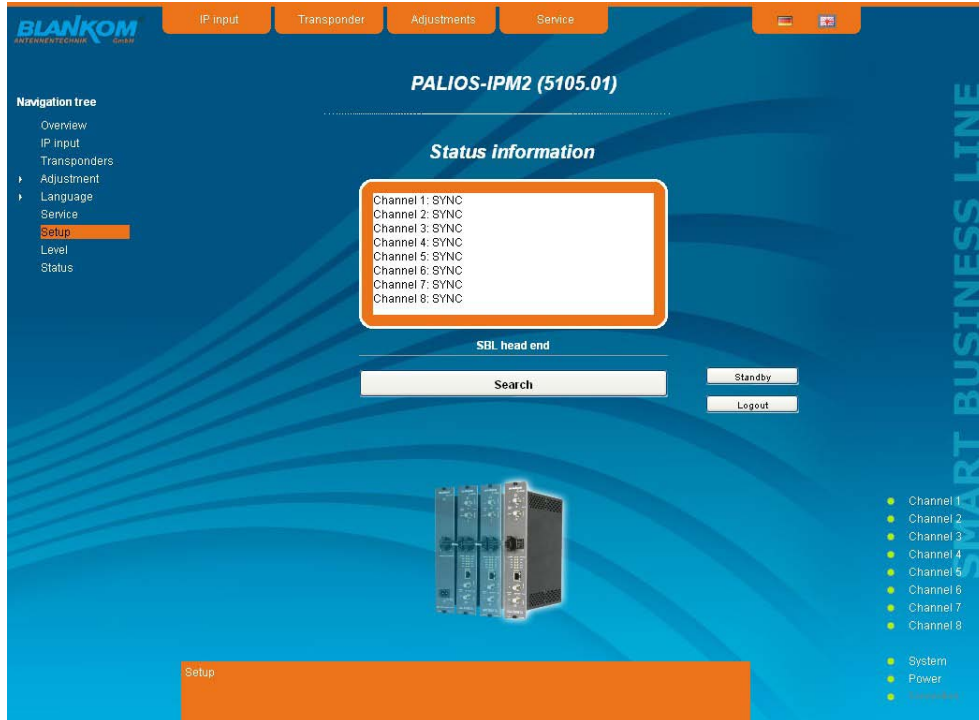 BLANKOM
ANTENNENTECHNIK GmbH
IP input
Transponder
Adjustments
Service
PALIOS-IPM2 (5105.01)
Navigation tree
Overview
IP input
Transponders
Adjustment
Language
Service
Setup
Level
Status
Status information
Channel 1: SYNC
Channel 2: SYNC
Channel 3: SYNC
Channel 4: SYNC
Channel 5: SYNC
Channel 6: SYNC
Channel 7: SYNC
Channel 8: SYNC
SBL head end
Search
Standby
Logout
SMART BUSINESS LINE
Channel 1
Channel 2
Channel 3
Channel 4
Channel 5
Channel 6
Channel 7
Channel 8
System
Power
Setup